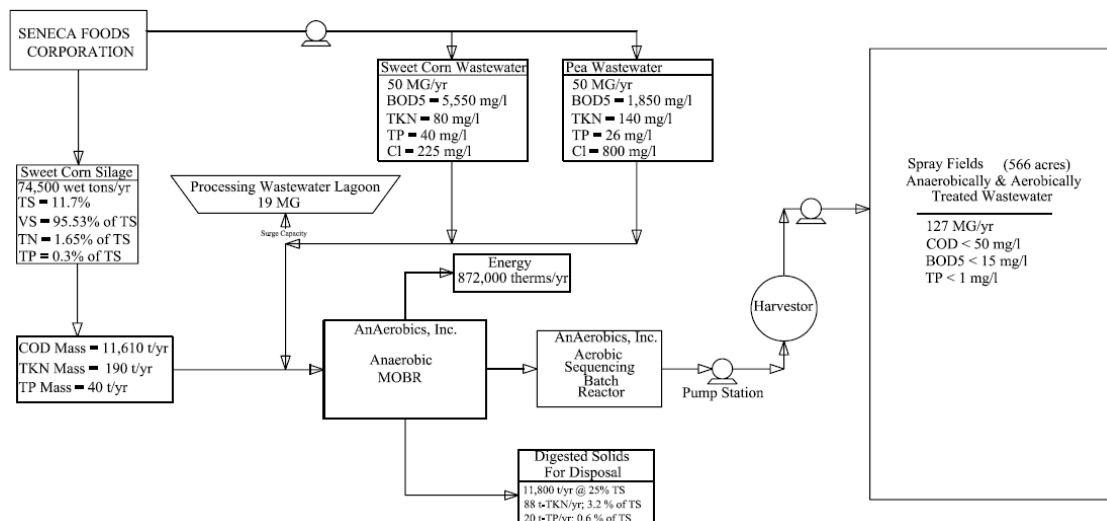 SENECA FOODS
CORPORATION
Sweet Corn Wastewater
50 MG/yr
BOD5 = 5,550 mg/l
TKN = 80 mg/l
TP = 40 mg/l
Cl = 225 mg/l
Pea Wastewater
50 MG/yr
BOD5 = 1,850 mg/l
TKN = 140 mg/l
TP = 26 mg/l
Cl = 800 mg/l
Sweet Corn Silage
74,500 wet tons/yr
TS = 11.7%
VS = 95.53% of TS
TN = 1.65% of TS
TP = 0.3% of TS
Processing Wastewater Lagoon
19 MG
Surge Capacity
Energy
872,000 therms/yr
COD Mass = 11,610 t/yr
TKN Mass = 190 t/yr
TP Mass = 40 t/yr
AnAerobics, Inc.
Anaerobic
MOBR
AnAerobics, Inc.
Aerobic
Sequencing
Batch
Reactor
Pump Station
Harvestor
Spray Fields (566 acres)
Anaerobically & Aerobically
Treated Wastewater
127 MG/yr
COD < 50 mg/l
BOD5 < 15 mg/l
TP < 1 mg/l
Digested Solids
For Disposal
11,800 t/yr @ 25% TS
88 t-TKN/yr; 3.2 % of TS
20 t-TP/yr; 0.6 % of TS